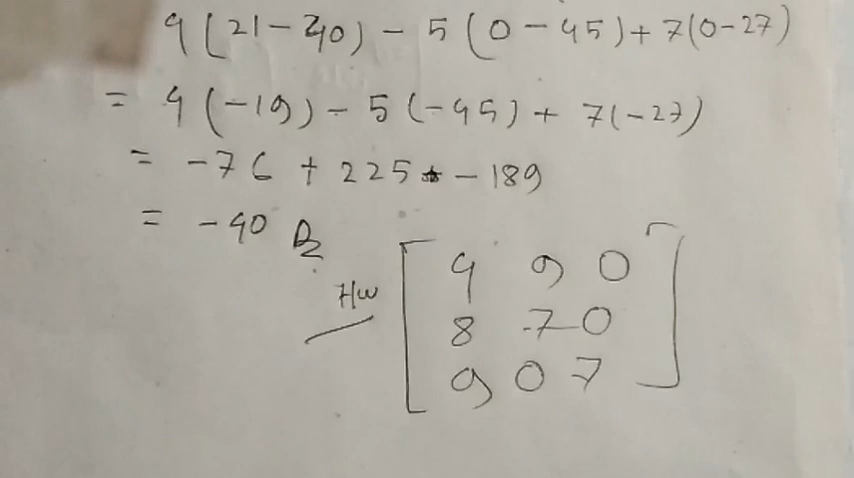 4(21-40) - 5(0-45) + 7(0-27)
= 4(-19) - 5(-45) + 7(-27)
= -76 + 225 - 189
= -40
HW
4 9 0
8 7 0
9 0 7